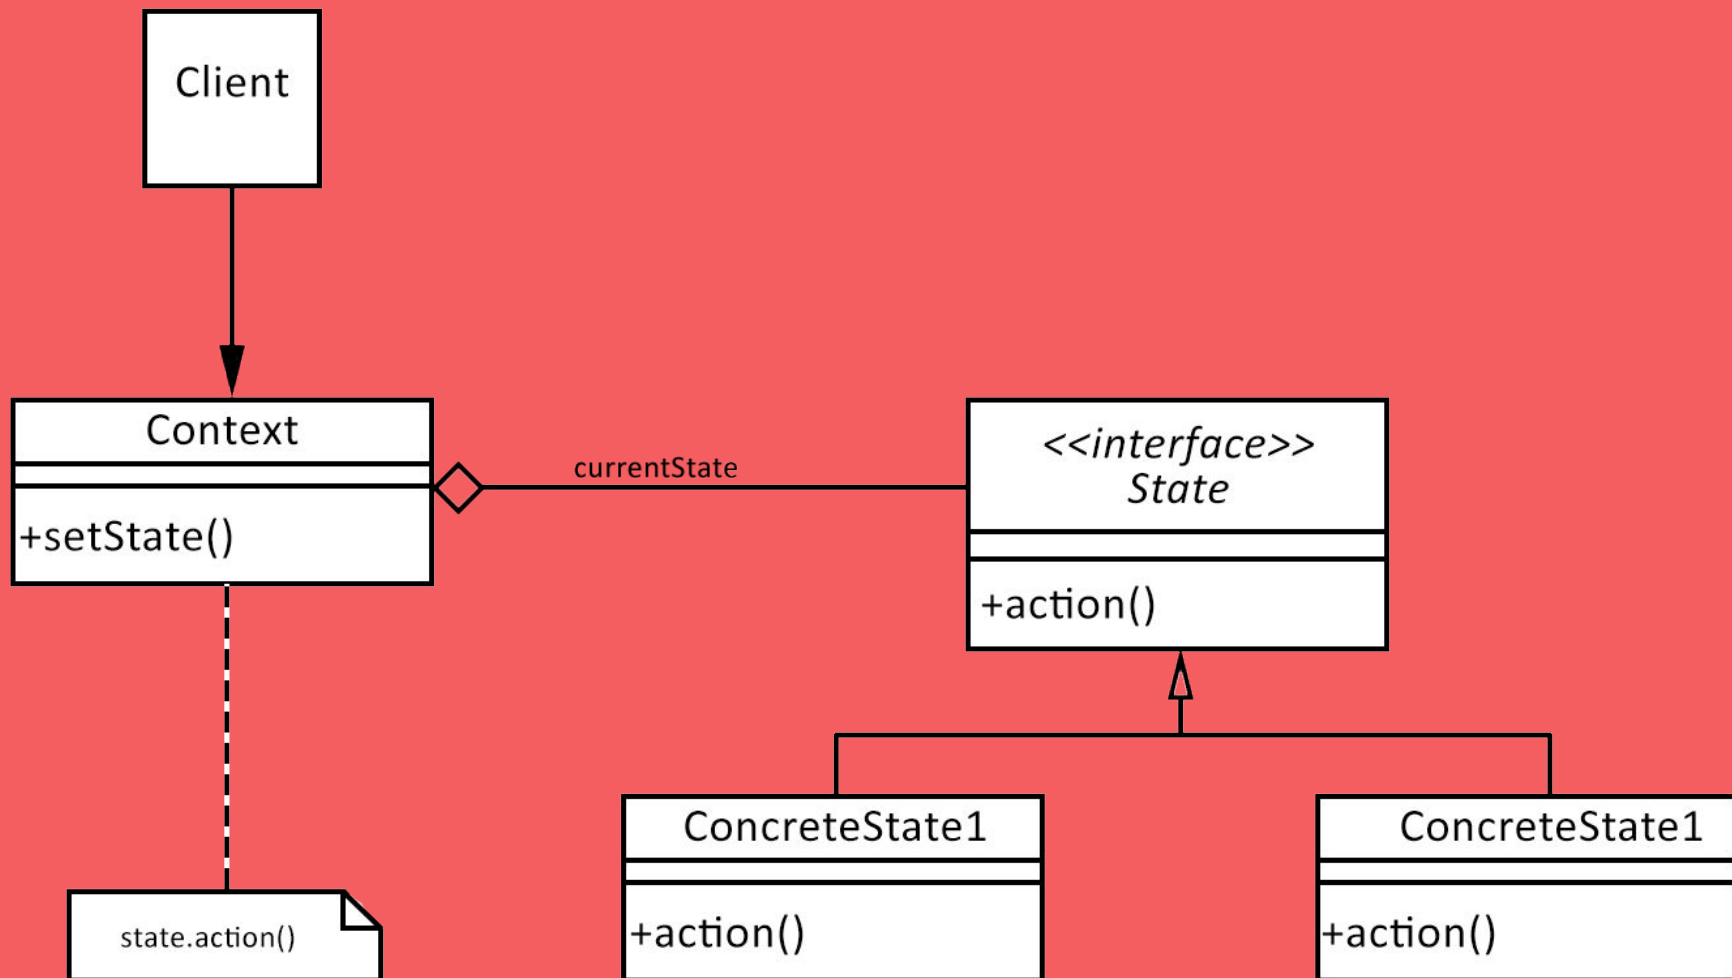 Client
Context
+setState()
currentState
<<interface>>
State
+action()
ConcreteState1
+action()
ConcreteState1
+action()
state.action()